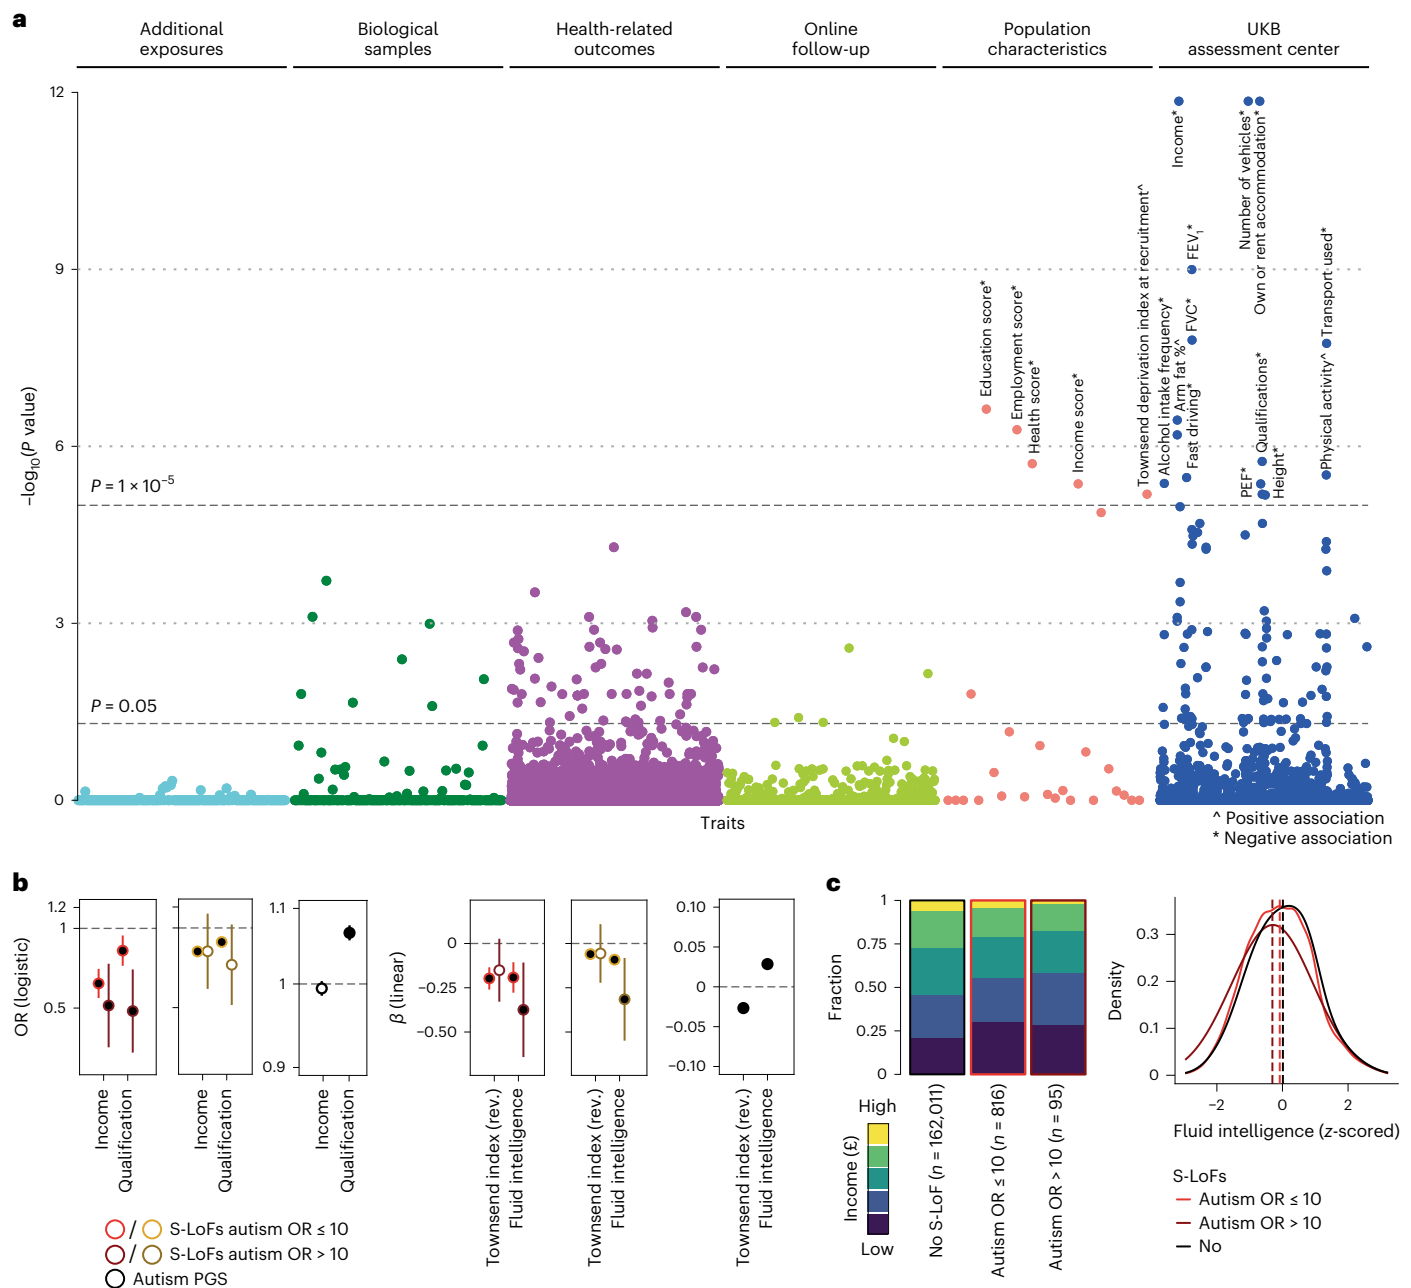 a
Additional
exposures
Biological
samples
Health-related
outcomes
Online
follow-up
Population
characteristics
UKB
assessment center
12
9
6
3
0
–log10(P value)
P = 1 × 10−5
P = 0.05
Education score*
Employment score*
Health score*
Income score*
Townsend deprivation index at recruitment^
Alcohol intake frequency*
Arm fat %^
Fast driving*
Income*
FEV1*
FVC*
Number of vehicles*
Own or rent accommodation*
Qualifications*
PEF*
Height*
Transport used*
Physical activity^
Traits
^ Positive association
* Negative association
b
OR (logistic)
1.2
1
0.5
Income
Qualification
Income
Qualification
1.1
1
0.9
Income
Qualification
β (linear)
0
−0.25
−0.50
Townsend index (rev.)
Fluid intelligence
Townsend index (rev.)
Fluid intelligence
0.10
0.05
0
−0.05
−0.10
Townsend index (rev.)
Fluid intelligence
/ S-LoFs autism OR ≤ 10
/ S-LoFs autism OR > 10
Autism PGS
c
Fraction
1
0.75
0.50
0.25
0
No S-LoF (n = 162,011)
Autism OR ≤ 10 (n = 816)
Autism OR > 10 (n = 95)
High
Income (£)
Low
Density
0.3
0.2
0.1
0
−2
0
2
Fluid intelligence (z-scored)
S-LoFs
Autism OR ≤ 10
Autism OR > 10
No